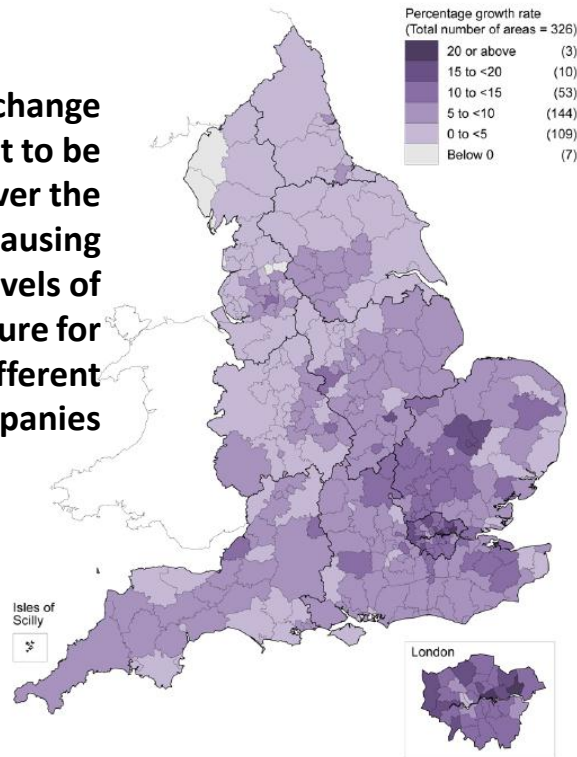 Percentage growth rate
(Total number of areas = 326)
20 or above (3)
15 to <20 (10)
10 to <15 (53)
5 to <10 (144)
0 to <5 (109)
Below 0 (7)
change
t to be
ver the
ausing
vels of
ure for
fferent
panies
Isles of
Scilly
London